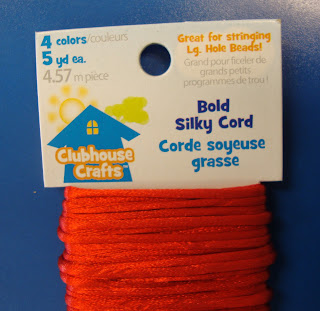 4 colors/couleurs
5 yd ea.
4.57 m pièce
Great for stringing
Lg. Hole Beads!
Grand pour ficeler de
grands petits
programmes de trou !
Bold
Silky Cord
Corde soyeuse
grasse
Clubhouse
Crafts